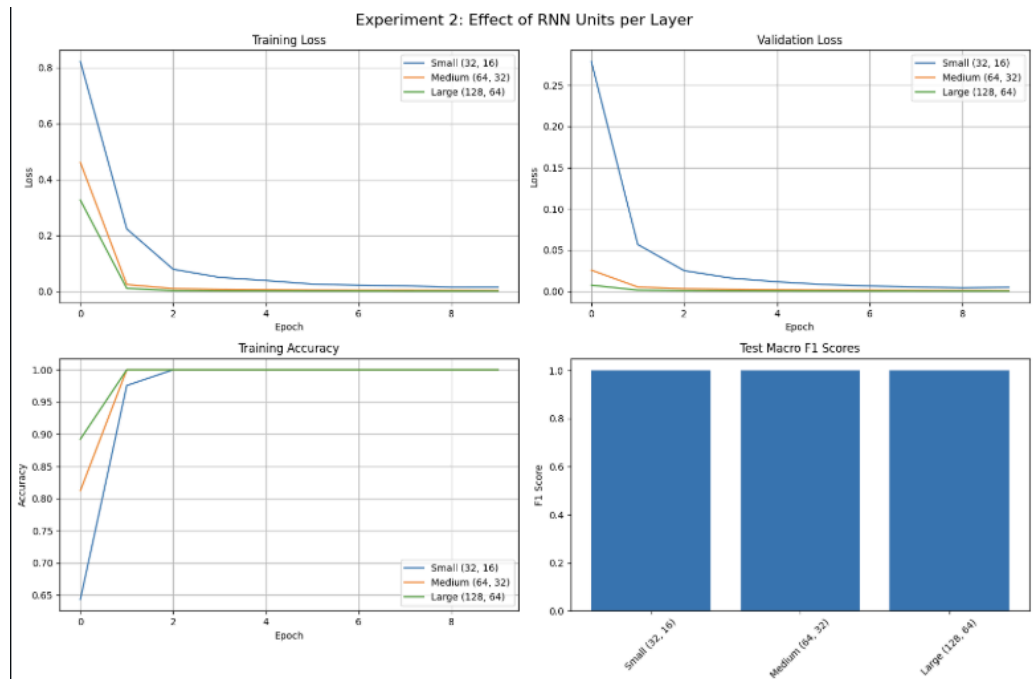 Experiment 2: Effect of RNN Units per Layer
Training Loss
Small (32, 16)
Medium (64, 32)
Large (128, 64)
0.8
0.6
0.4
0.2
0.0
Loss
0 2 4 6 8
Epoch
Validation Loss
Small (32, 16)
Medium (64, 32)
Large (128, 64)
0.25
0.20
0.15
0.10
0.05
0.00
Loss
0 2 4 6 8
Epoch
Training Accuracy
1.00
0.95
0.90
0.85
0.80
0.75
0.70
0.65
Accuracy
Small (32, 16)
Medium (64, 32)
Large (128, 64)
0 2 4 6 8
Epoch
Test Macro F1 Scores
1.0
0.8
0.6
0.4
0.2
0.0
F1 Score
Small (32, 16)
Medium (64, 32)
Large (128, 64)